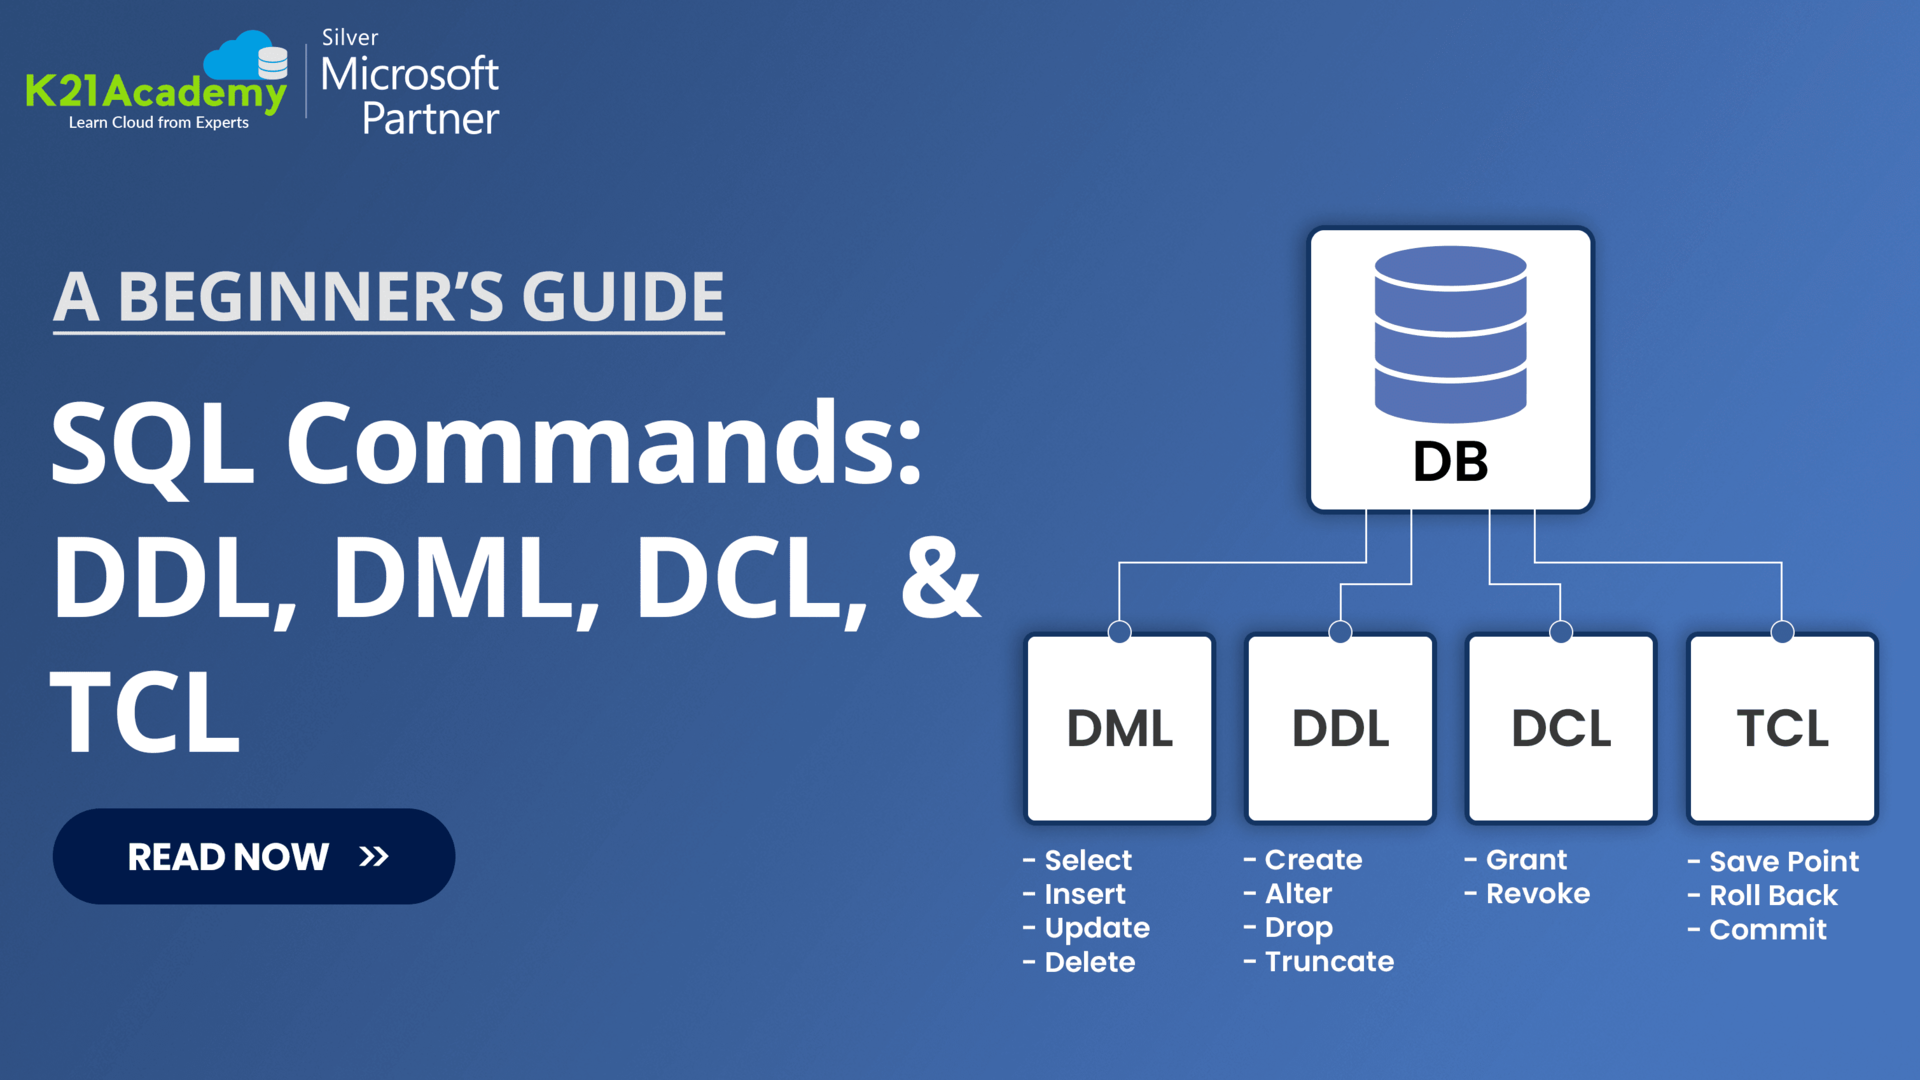 K21Academy
Learn Cloud from Experts
Silver
Microsoft
Partner
A BEGINNER’S GUIDE
SQL Commands:
DDL, DML, DCL, &
TCL
READ NOW »
DB
DML
DDL
DCL
TCL
- Select
- Insert
- Update
- Delete
- Create
- Alter
- Drop
- Truncate
- Grant
- Revoke
- Save Point
- Roll Back
- Commit